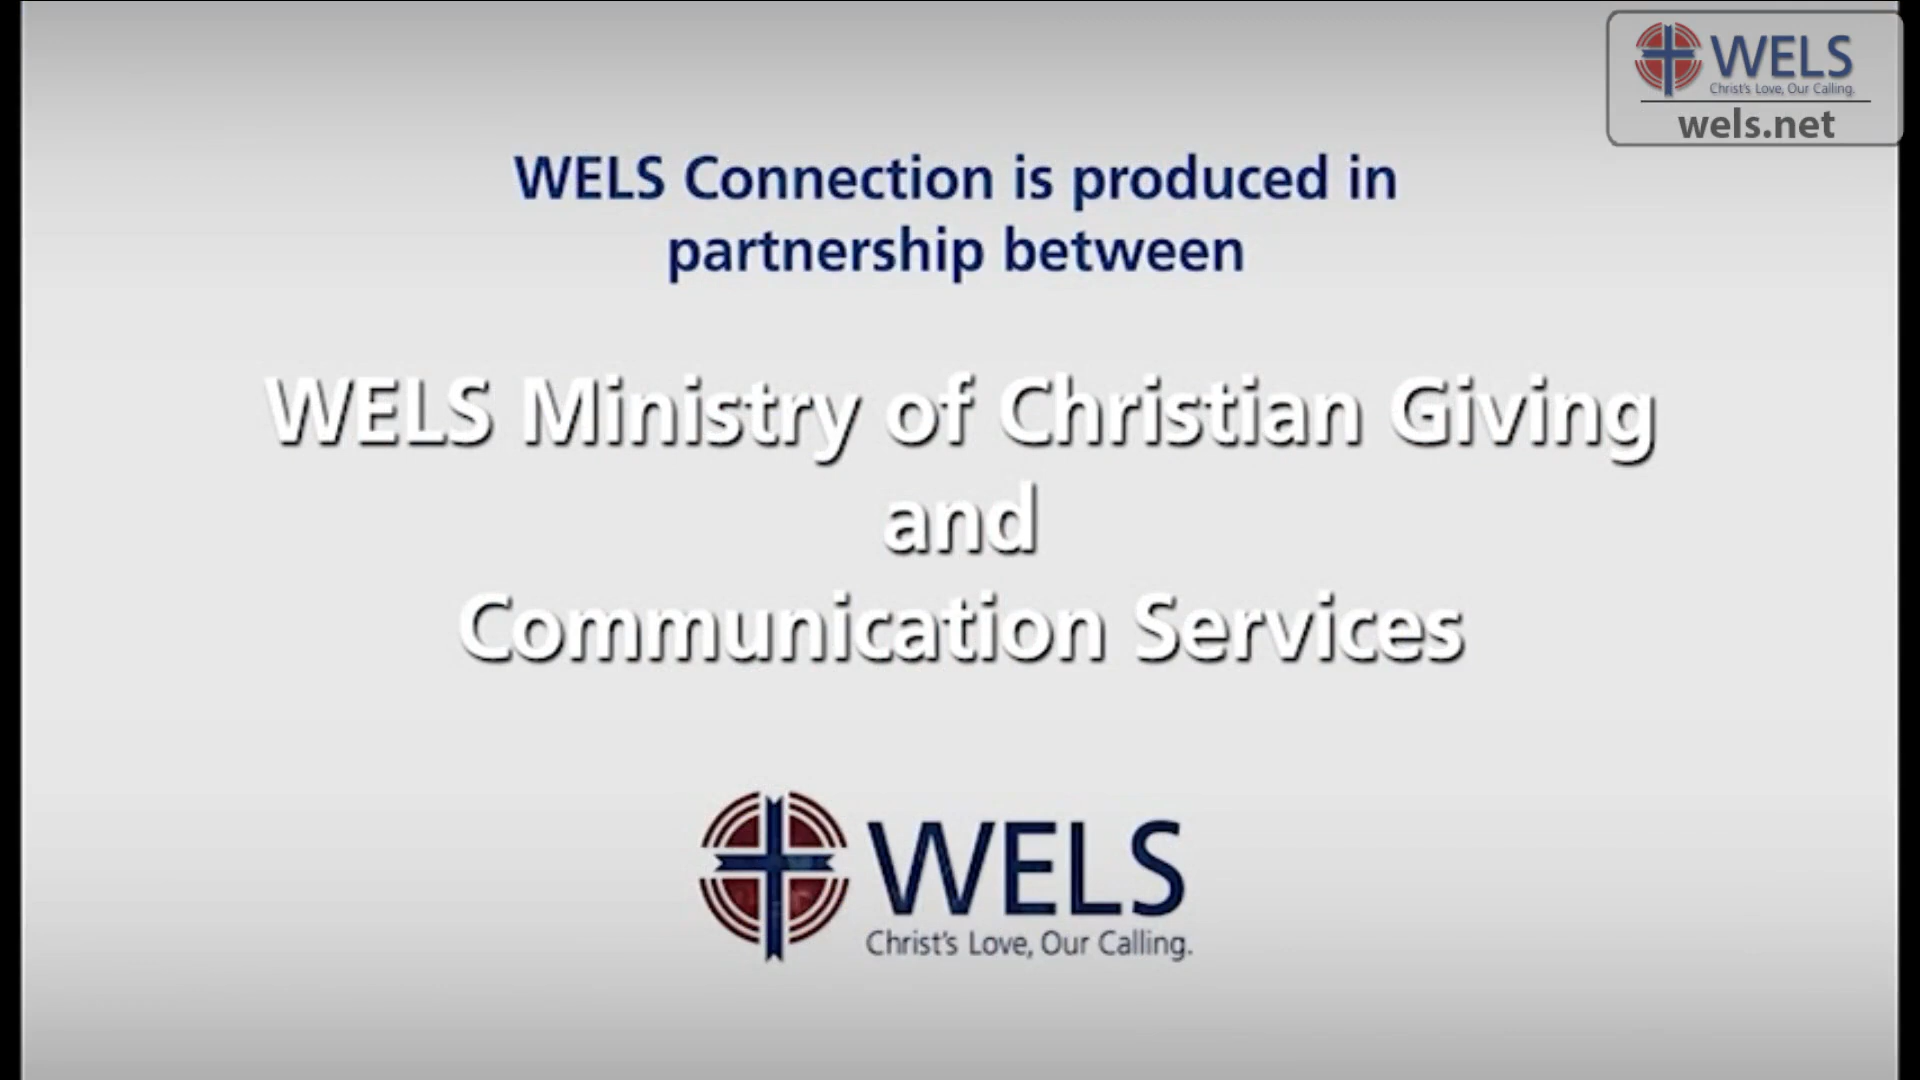 WELS
Christ's Love, Our Calling.
wels.net
WELS Connection is produced in
partnership between
WELS Ministry of Christian Giving
and
Communication Services
WELS
Christ's Love, Our Calling.